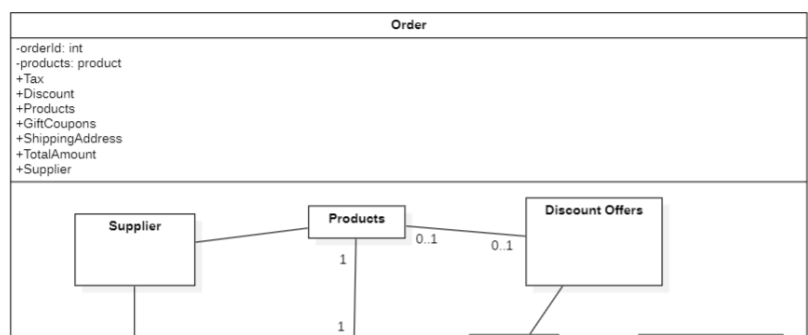 Order
-orderId: int
-products: product
+Tax
+Discount
+Products
+GiftCoupons
+ShippingAddress
+TotalAmount
+Supplier
Supplier
Products
Discount Offers
0..1
0..1
1
1